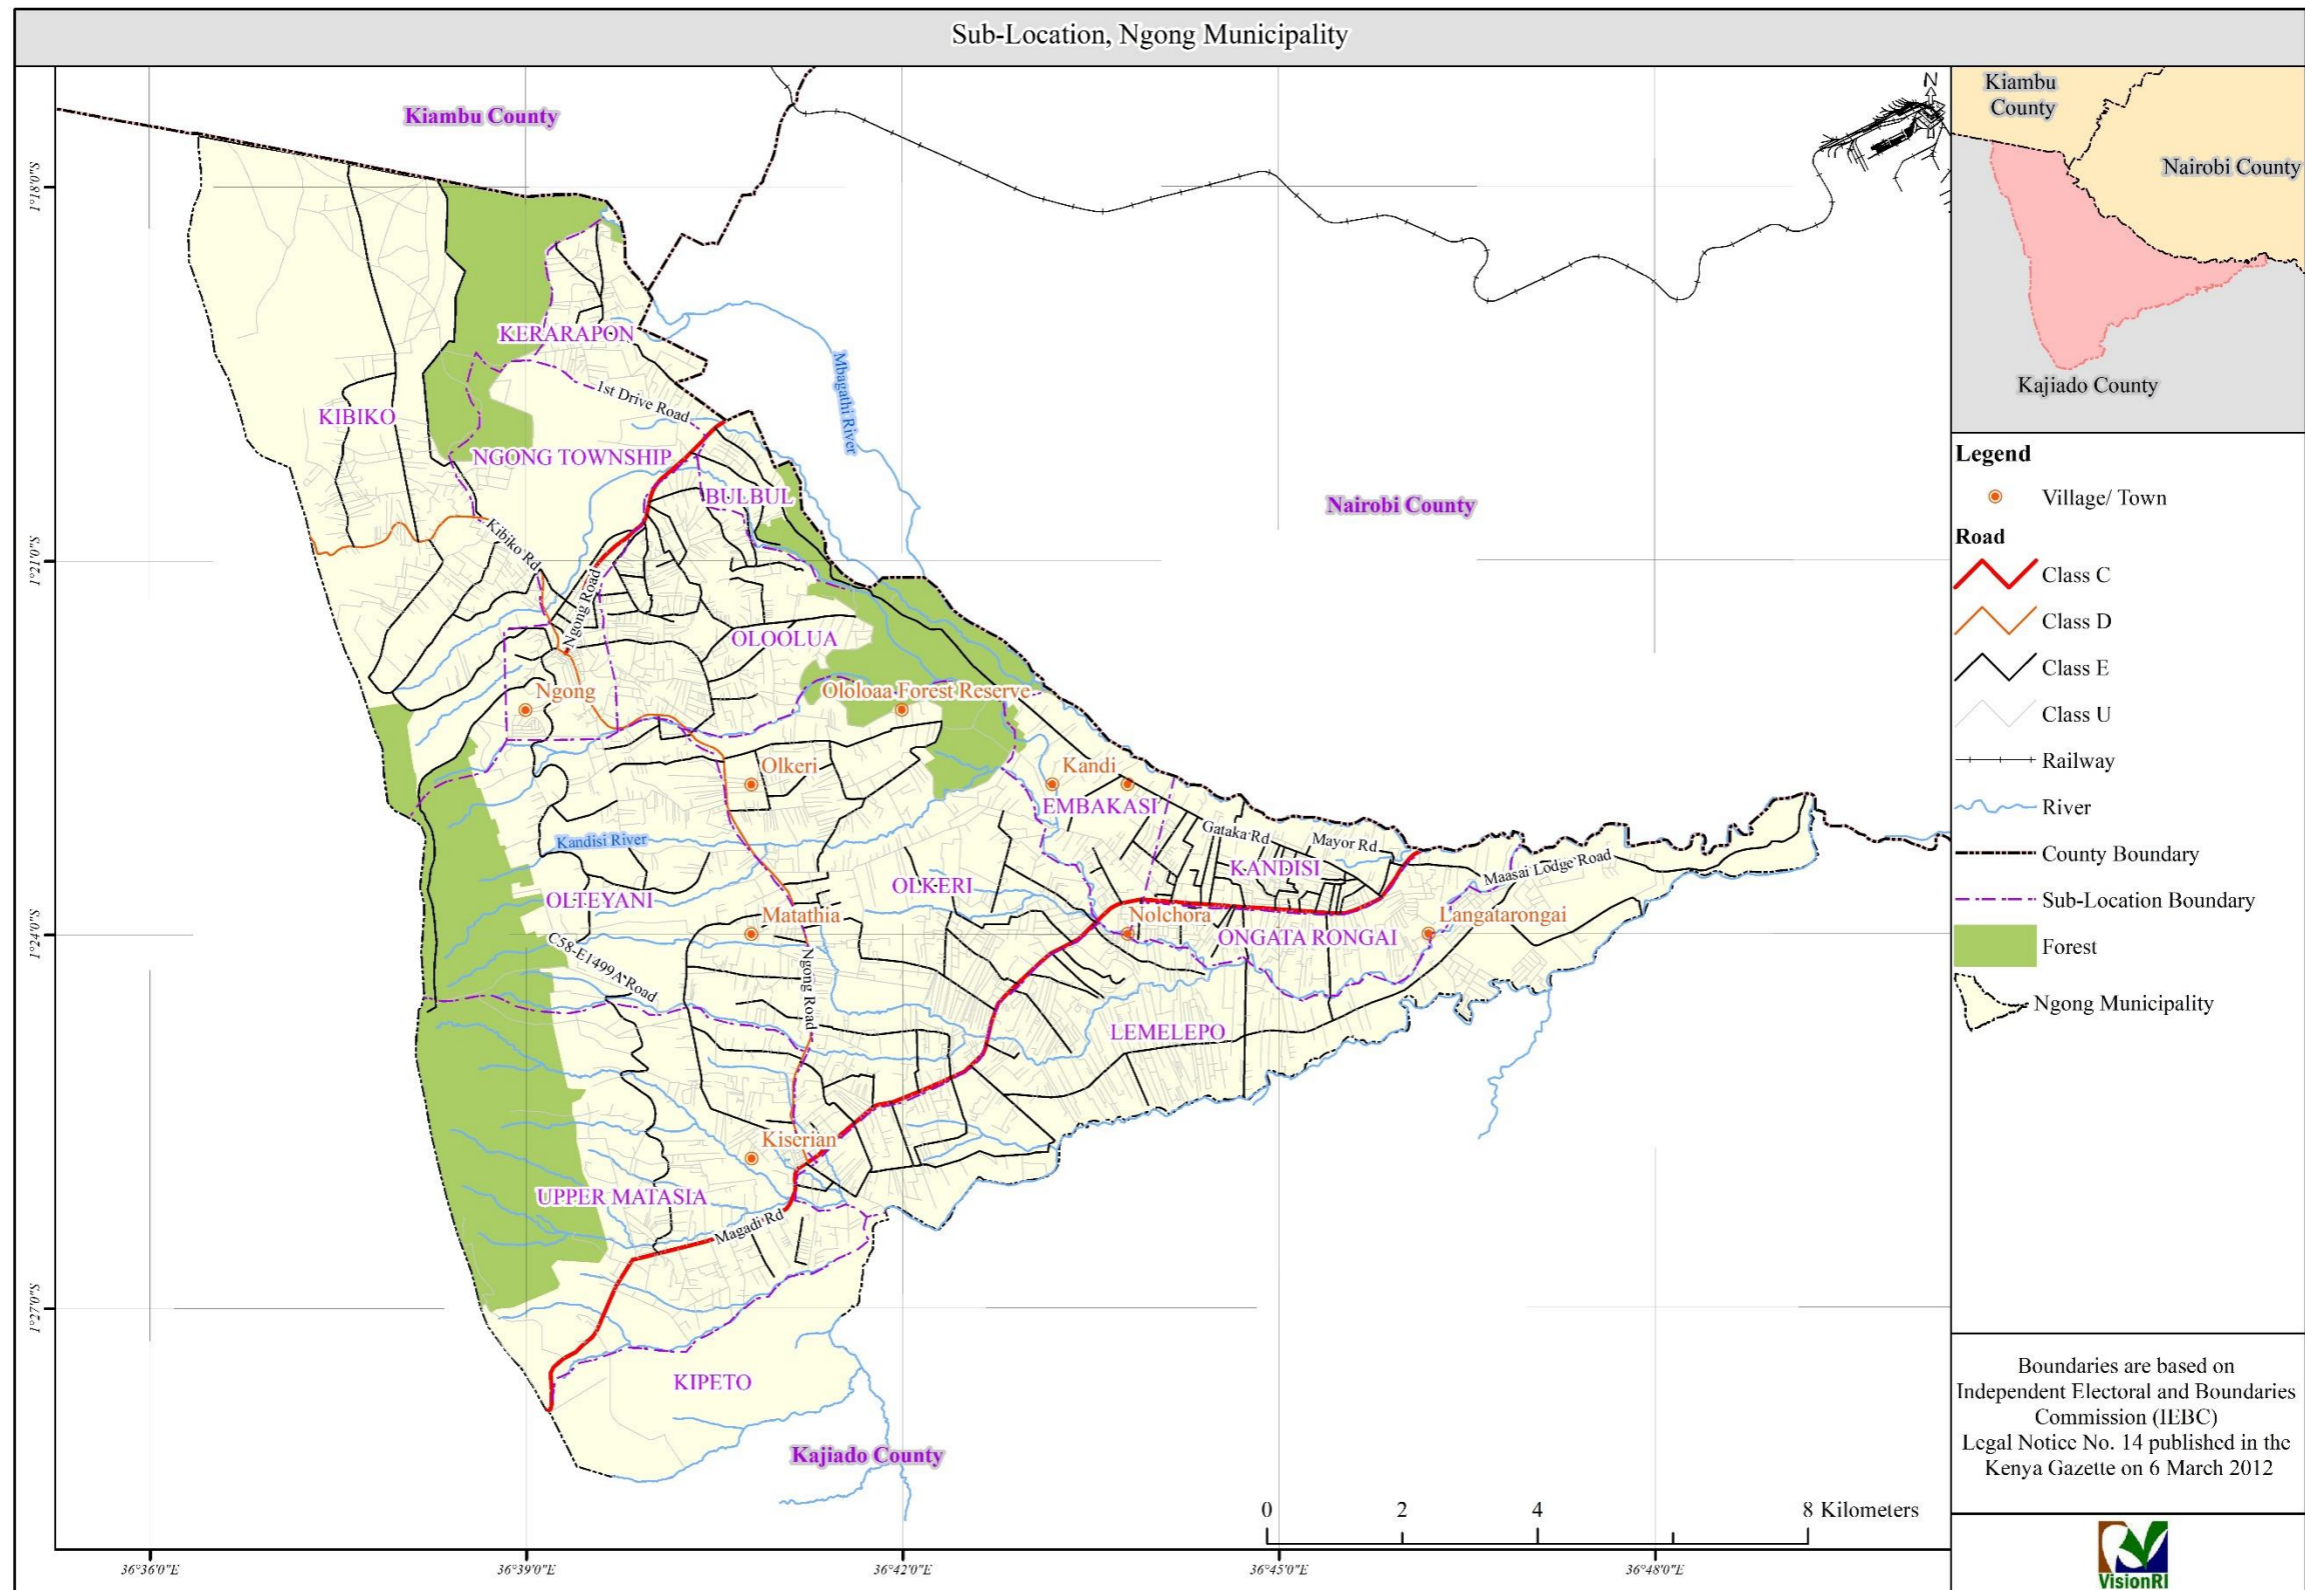 Sub-Location, Ngong Municipality
Kiambu County
Nairobi County
Kajiado County
KERARAPON
1st Drive Road
Mbagathi River
KIBIKO
NGONG TOWNSHIP
BULBUL
Kibiko Rd
Ngong Road
OLOOLUA
Ngong
Ololoaa Forest Reserve
Olkeri
Kandi
EMBAKASI
Kandisi River
Gataka Rd
Mayor Rd
KANDISI
Maasai Lodge Road
OLKERI
OLTEYANI
Matathia
Nolchora
Langatarongai
ONGATA RONGAI
C58-E1499A Road
Ngong Road
LEMELEPO
Kiserian
UPPER MATASIA
Magadi Rd
KIPETO
0 2 4 8 Kilometers
1°18'0"S
1°21'0"S
1°24'0"S
1°27'0"S
36°36'0"E
36°39'0"E
36°42'0"E
36°45'0"E
36°48'0"E
N
Kiambu
County
Nairobi County
Kajiado County
Legend
Village/ Town
Road
Class C
Class D
Class E
Class U
Railway
River
County Boundary
Sub-Location Boundary
Forest
Ngong Municipality
Boundaries are based on
Independent Electoral and Boundaries
Commission (IEBC)
Legal Notice No. 14 published in the
Kenya Gazette on 6 March 2012
VisionRI